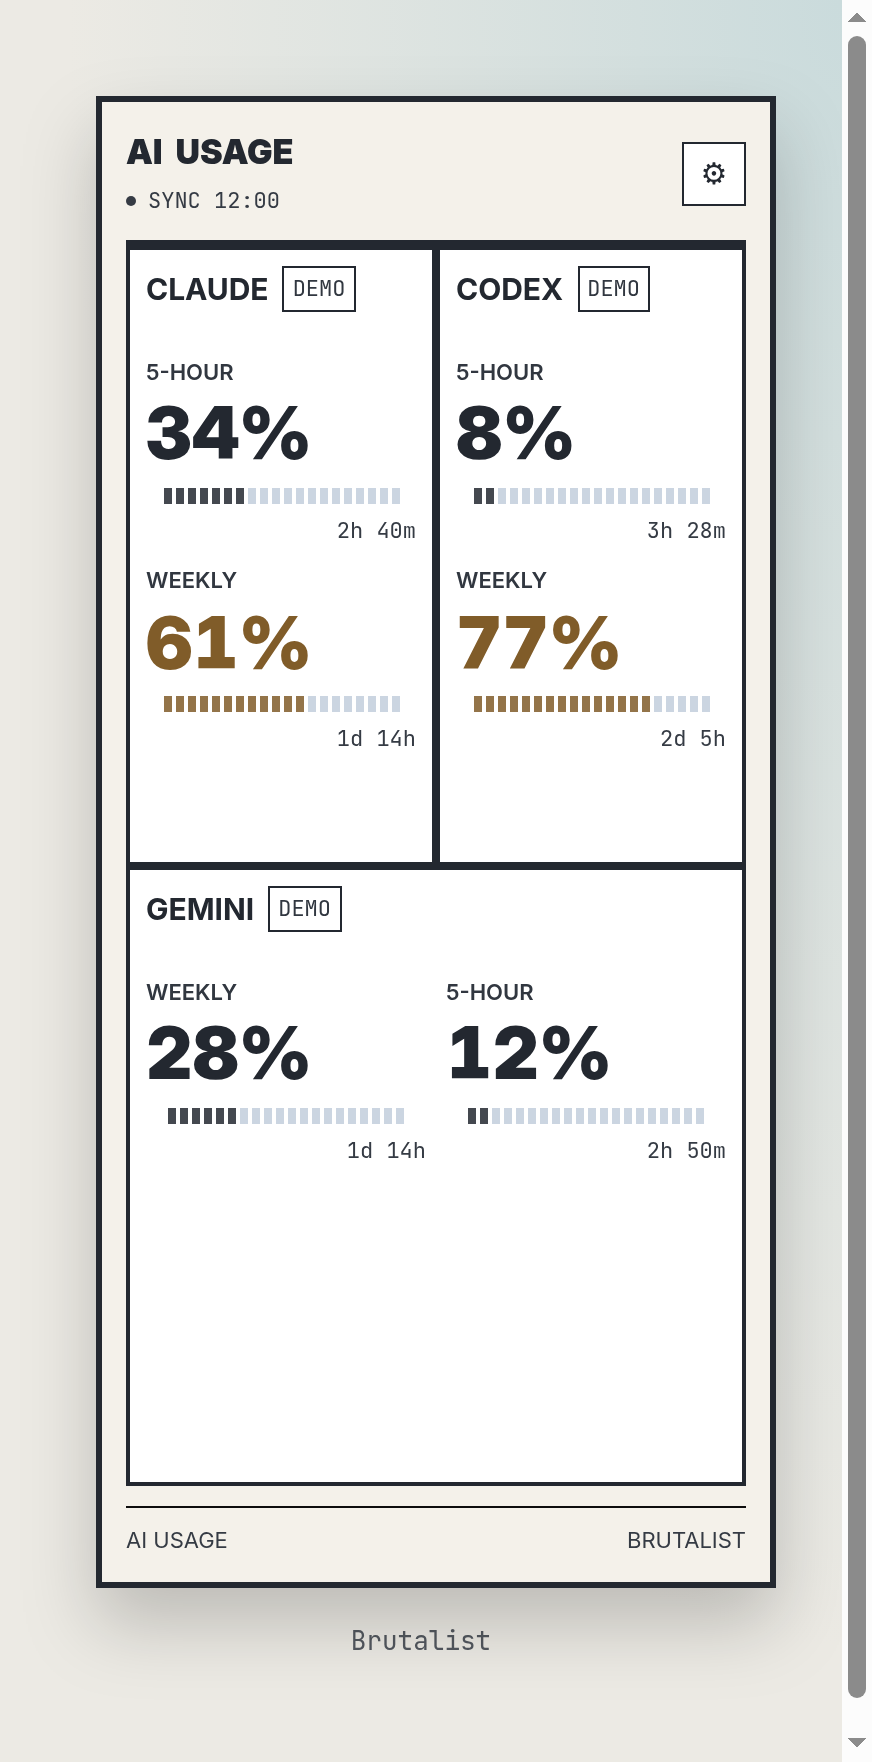 AI USAGE
SYNC 12:00
CLAUDE DEMO
5-HOUR
34%
2h 40m
WEEKLY
61%
1d 14h
CODEX DEMO
5-HOUR
8%
3h 28m
WEEKLY
77%
2d 5h
GEMINI DEMO
WEEKLY
28%
1d 14h
5-HOUR
12%
2h 50m
AI USAGE
BRUTALIST
Brutalist